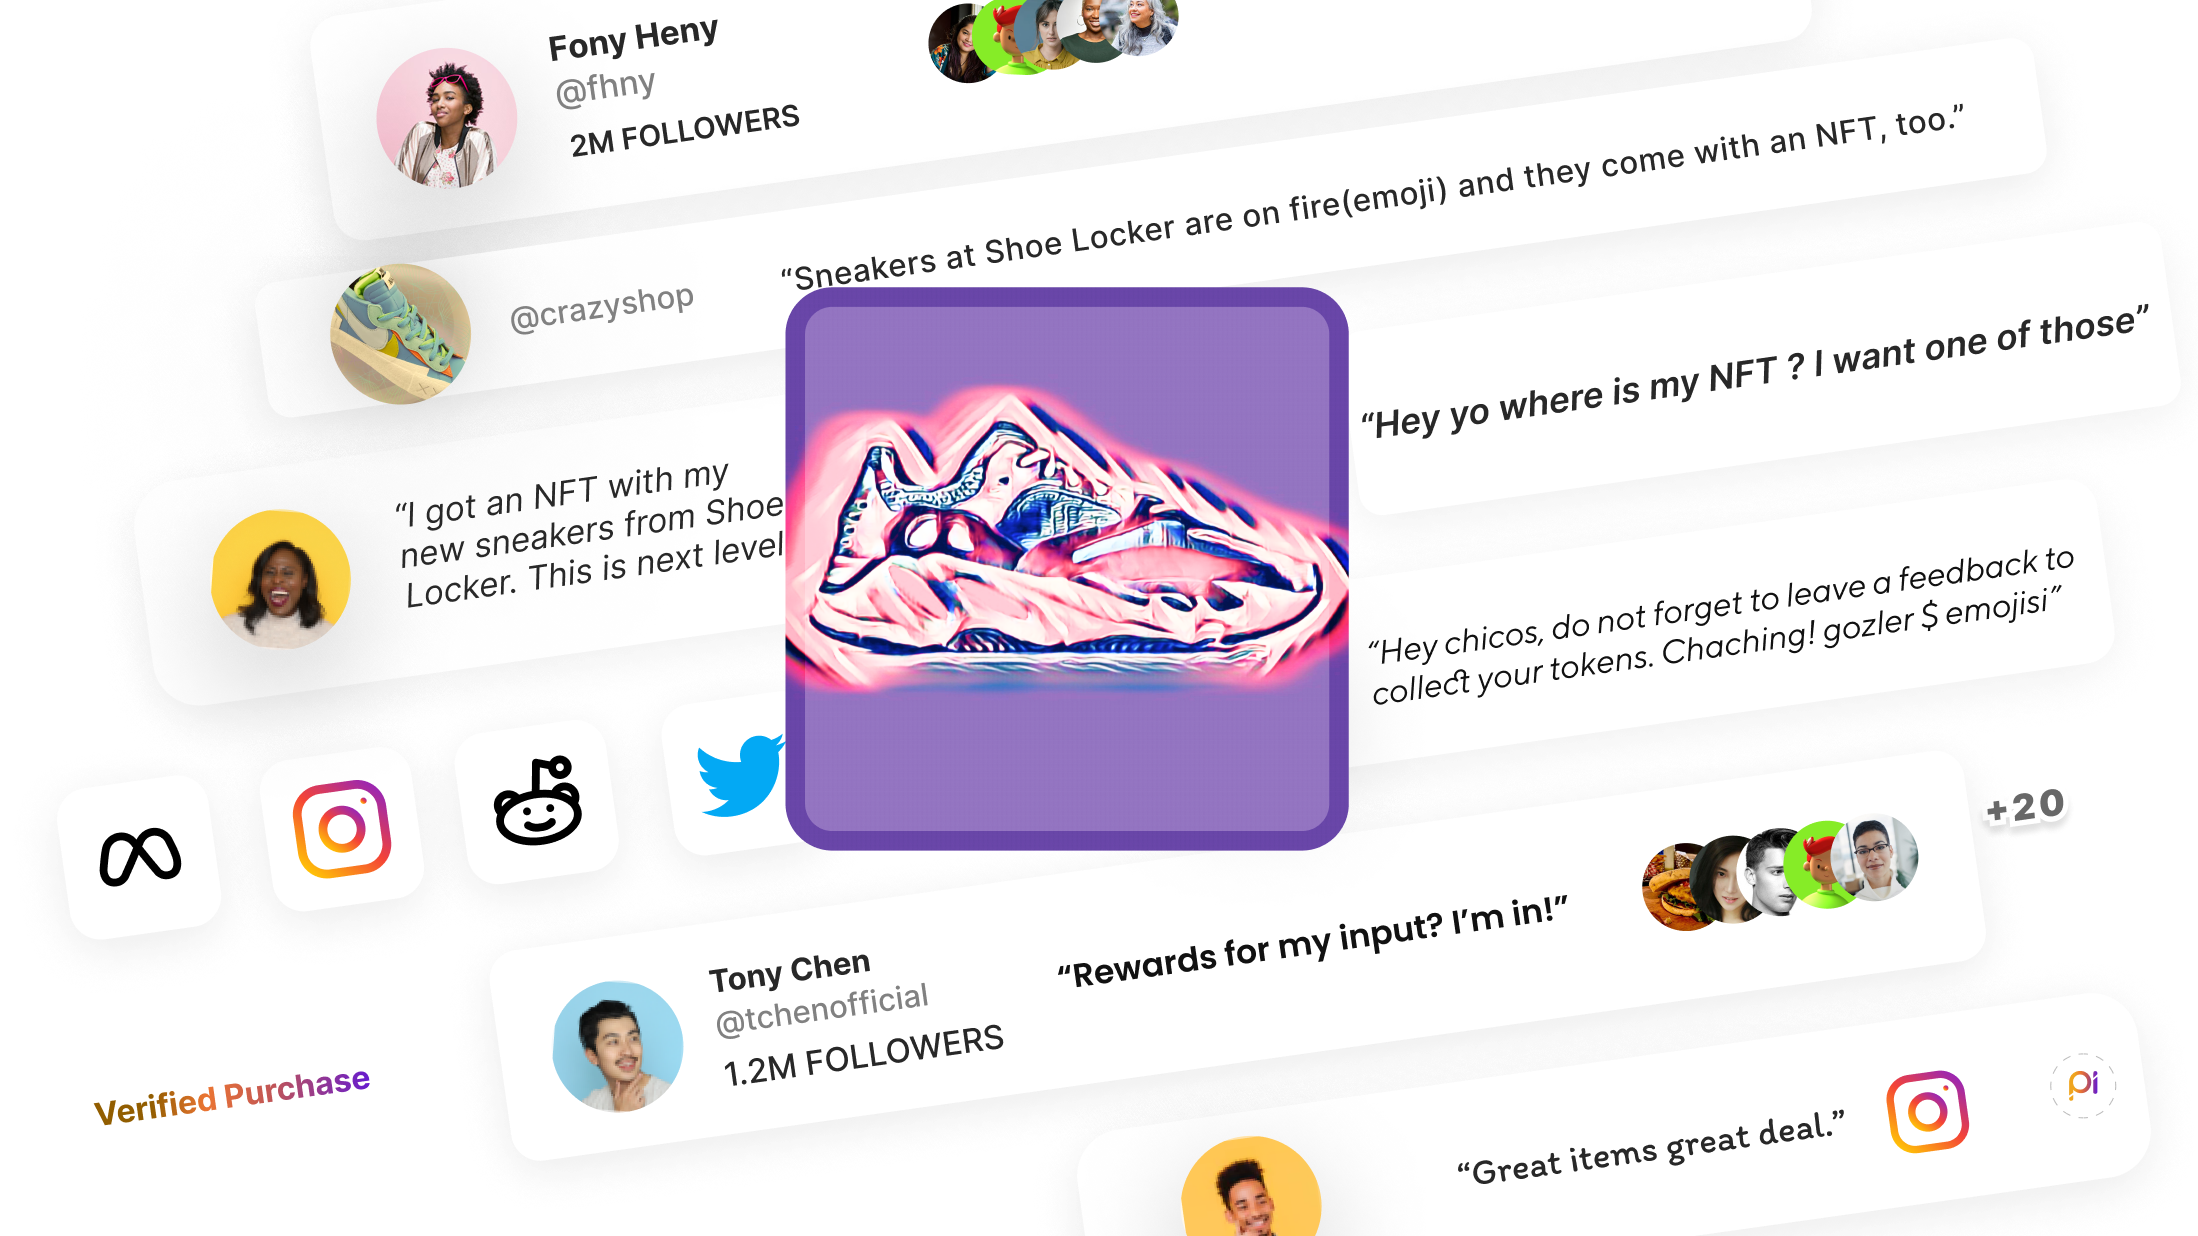 Fony Heny
@fhny
2M FOLLOWERS
“Sneakers at Shoe Locker are on fire(emoji) and they come with an NFT, too.”
@crazyshop
“Hey yo where is my NFT ? I want one of those”
“I got an NFT with my
new sneakers from Shoe
Locker. This is next level
“Hey chicos, do not forget to leave a feedback to
collect your tokens. Chaching! gozler $ emojisi”
+20
Tony Chen
@tchenofficial
1.2M FOLLOWERS
“Rewards for my input? I’m in!”
Verified Purchase
“Great items great deal.”
pi